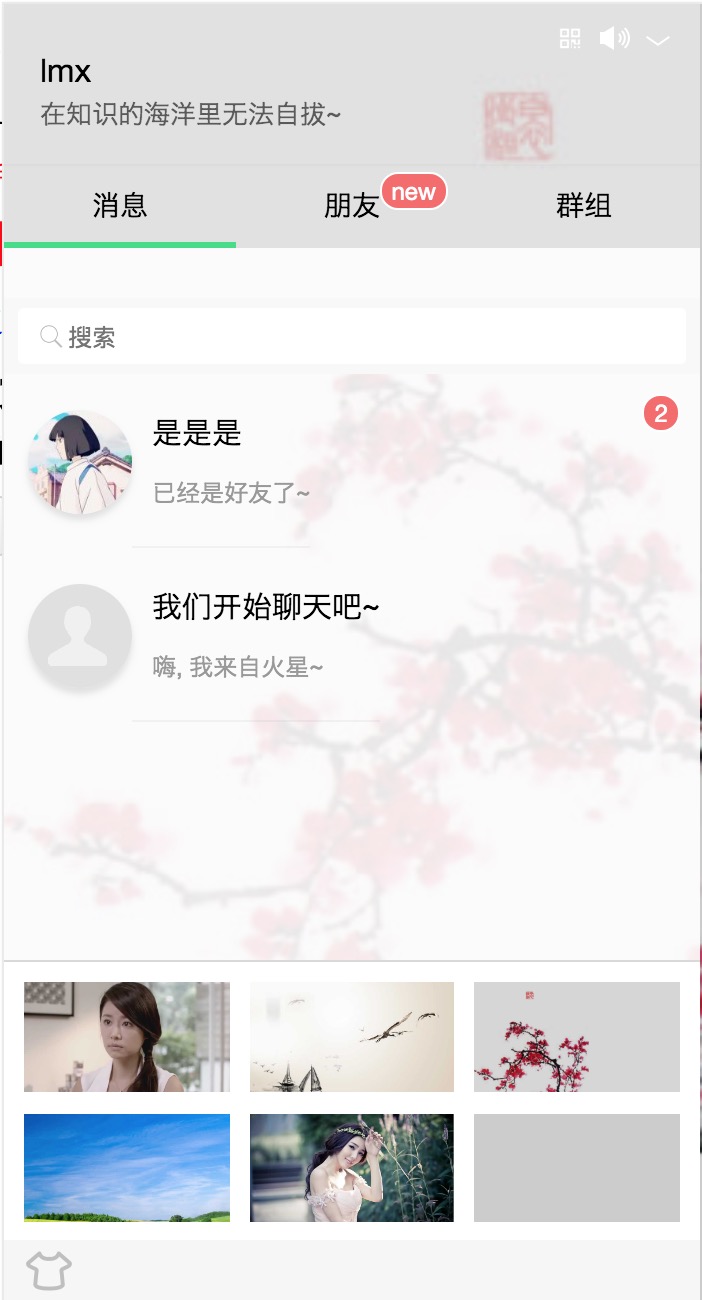 lmx
在知识的海洋里无法自拔~
消息
朋友
new
群组
搜索
是是是
2
已经是好友了~
我们开始聊天吧~
嗨, 我来自火星~